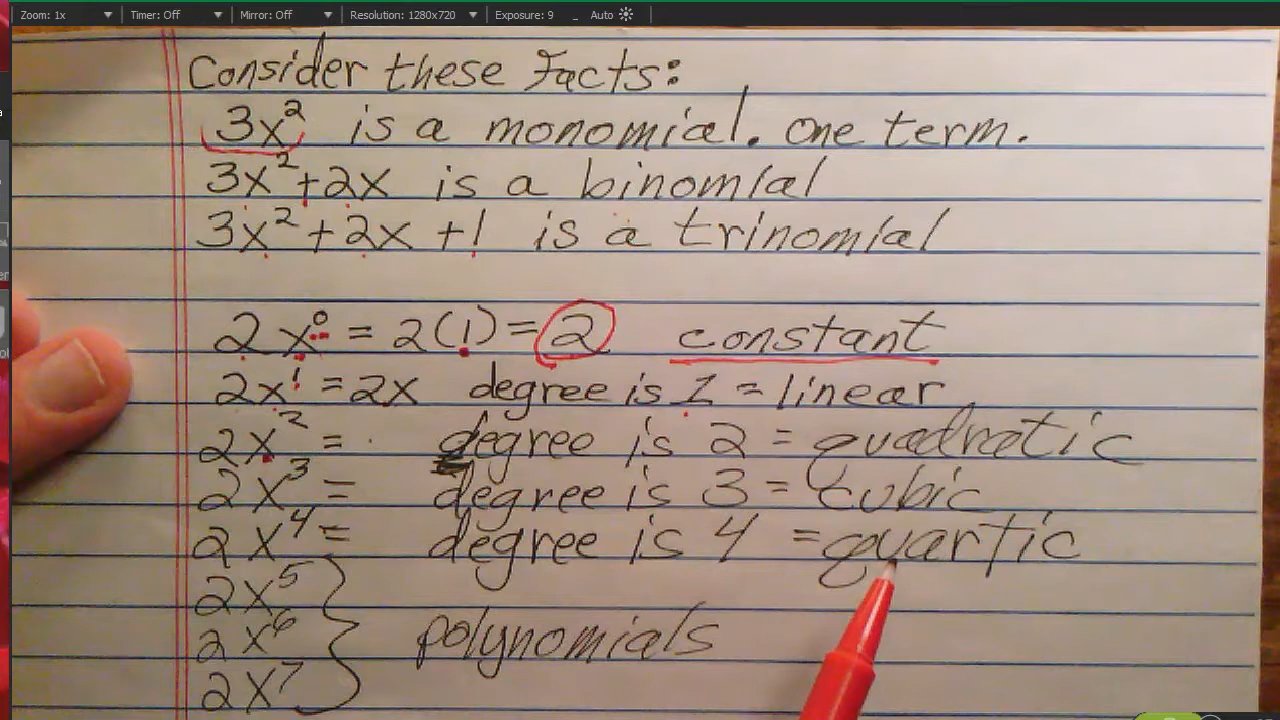 Zoom: 1x Timer: Off Mirror: Off Resolution: 1280x720 Exposure: 9 Auto
Consider these Facts:
3x² is a monomial. One term.
3x²+2x is a binomial
3x²+2x+1 is a trinomial
2x⁰ = 2(1) = 2 constant
2x¹ = 2x degree is 1 = linear
2x² = degree is 2 = quadratic
2x³ = degree is 3 = cubic
2x⁴ = degree is 4 = quartic
2x⁵
2x⁶ } polynomials
2x⁷